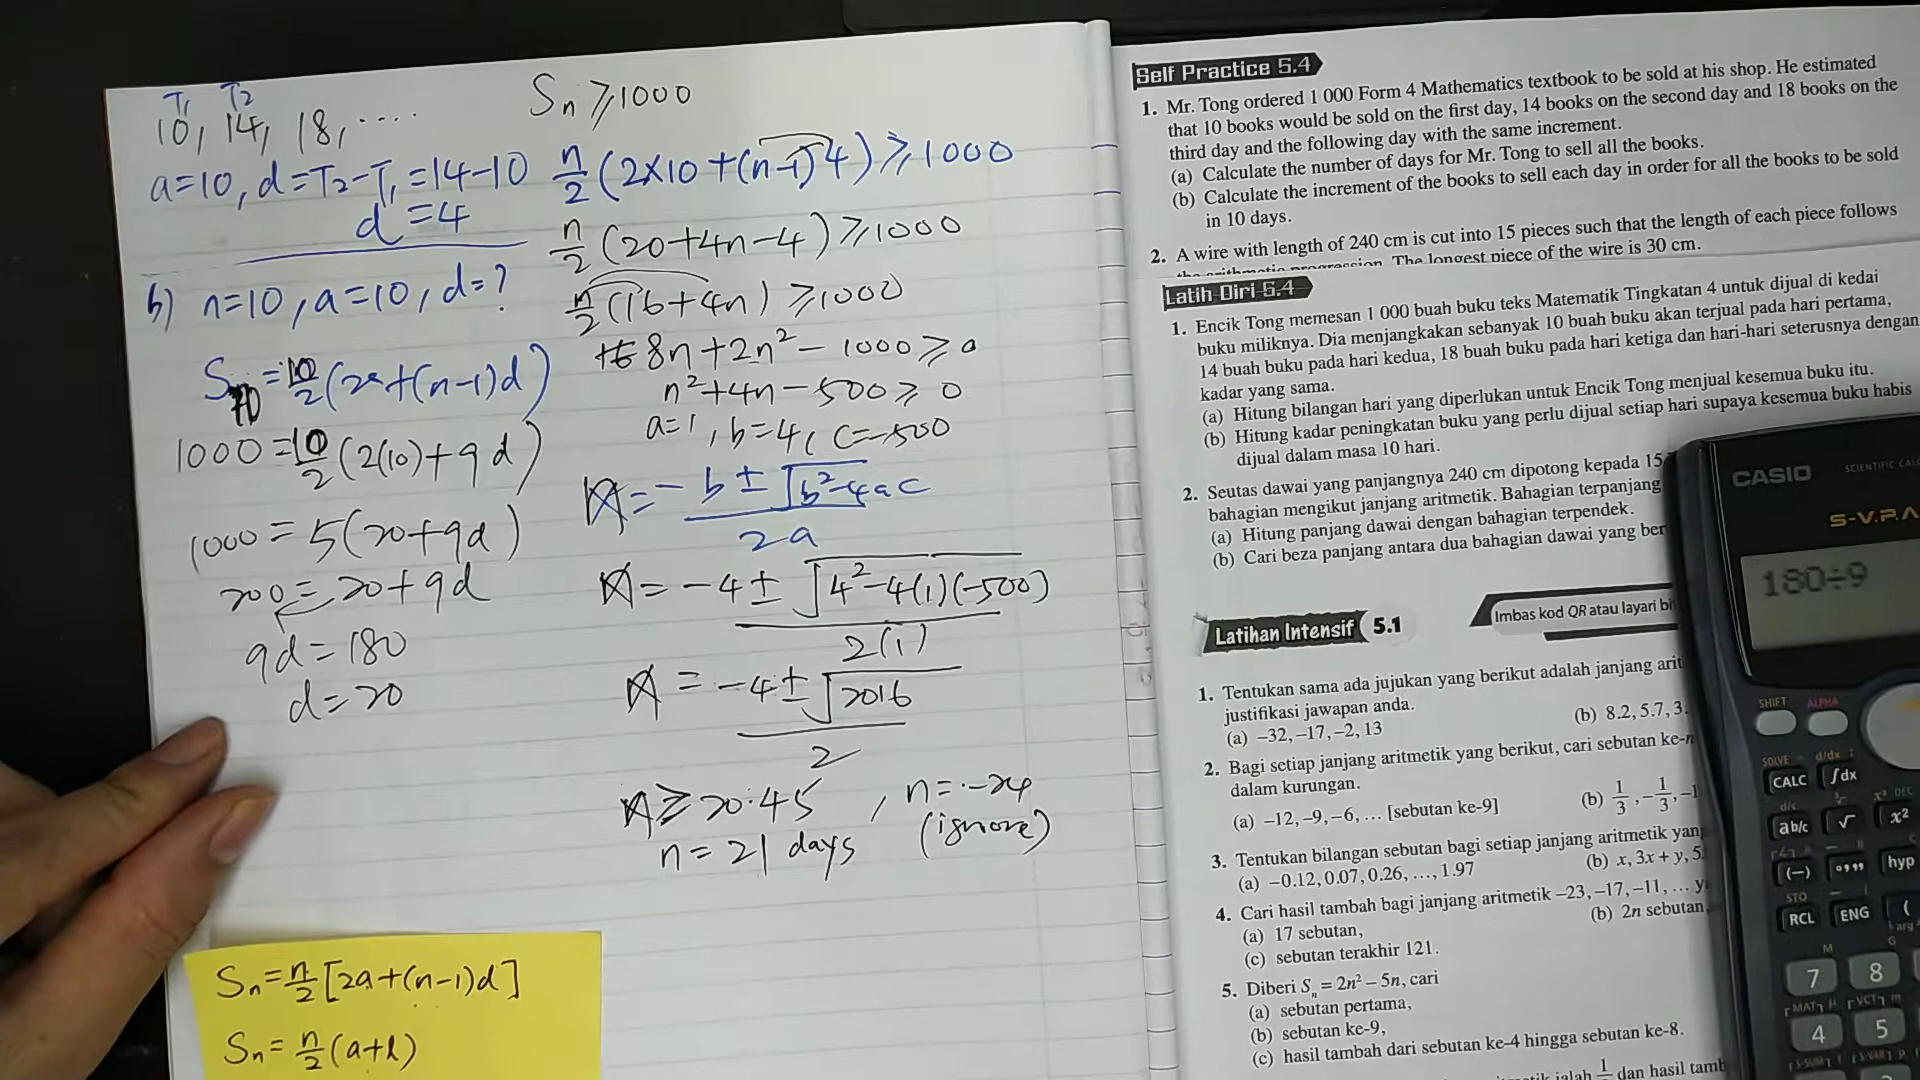 T₁ T₂
10, 14, 18, ....
a=10, d=T₂-T₁=14-10
d=4
b) n=10, a=10, d=?
S₁₀=10/2(2a+(n-1)d)
1000=10/2(2(10)+9d)
1000=5(20+9d)
200=20+9d
9d=180
d=20
Sn⩾1000
n/2(2×10+(n-1)4)⩾1000
n/2(20+4n-4)⩾1000
n/2(16+4n)⩾1000
8n+2n²-1000⩾0
n²+4n-500⩾0
a=1, b=4, c=-500
= -b±√b²-4ac
2a
= -4±√4²-4(1)(-500)
2(1)
= -4±√2016
2
n⩾20.45, n=-24
n=21 days (ignore)
Sn=n/2[2a+(n-1)d]
Sn=n/2(a+l)
Self Practice 5.4
1. Mr. Tong ordered 1 000 Form 4 Mathematics textbook to be sold at his shop. He estimated
that 10 books would be sold on the first day, 14 books on the second day and 18 books on the
third day and the following day with the same increment.
(a) Calculate the number of days for Mr. Tong to sell all the books.
(b) Calculate the increment of the books to sell each day in order for all the books to be sold
in 10 days.
2. A wire with length of 240 cm is cut into 15 pieces such that the length of each piece follows
the arithmetic progression. The longest piece of the wire is 30 cm.
Latih Diri 5.4
1. Encik Tong memesan 1 000 buah buku teks Matematik Tingkatan 4 untuk dijual di kedai
buku miliknya. Dia menjangkakan sebanyak 10 buah buku akan terjual pada hari pertama,
14 buah buku pada hari kedua, 18 buah buku pada hari ketiga dan hari-hari seterusnya dengan
kadar yang sama.
(a) Hitung bilangan hari yang diperlukan untuk Encik Tong menjual kesemua buku itu.
(b) Hitung kadar peningkatan buku yang perlu dijual setiap hari supaya kesemua buku habis
dijual dalam masa 10 hari.
2. Seutas dawai yang panjangnya 240 cm dipotong kepada 15
bahagian mengikut janjang aritmetik. Bahagian terpanjang
(a) Hitung panjang dawai dengan bahagian terpendek.
(b) Cari beza panjang antara dua bahagian dawai yang ber
Latihan Intensif 5.1
Imbas kod QR atau layari
1. Tentukan sama ada jujukan yang berikut adalah janjang arit
justifikasi jawapan anda.
(a) –32, –17, –2, 13 (b) 8.2, 5.7, 3.
2. Bagi setiap janjang aritmetik yang berikut, cari sebutan ke-n
dalam kurungan.
(a) –12, –9, –6, … [sebutan ke-9] (b) 1/3, –1/3, –1
3. Tentukan bilangan sebutan bagi setiap janjang aritmetik yang
(a) –0.12, 0.07, 0.26, …, 1.97 (b) x, 3x + y, 5
4. Cari hasil tambah bagi janjang aritmetik –23, –17, –11, … y
(a) 17 sebutan, (b) 2n sebutan,
(c) sebutan terakhir 121.
5. Diberi Sn = 2n² – 5n, cari
(a) sebutan pertama,
(b) sebutan ke-9,
(c) hasil tambah dari sebutan ke-4 hingga sebutan ke-8.
ialah 1 dan hasil tamb
CASIO
S-V.P.A
180÷9
SHIFT ALPHA
SOLVE d/dx
CALC ∫dx
ab/c √ x²
(–) °''' hyp
STO
RCL ENG (
M
7 8
4 5